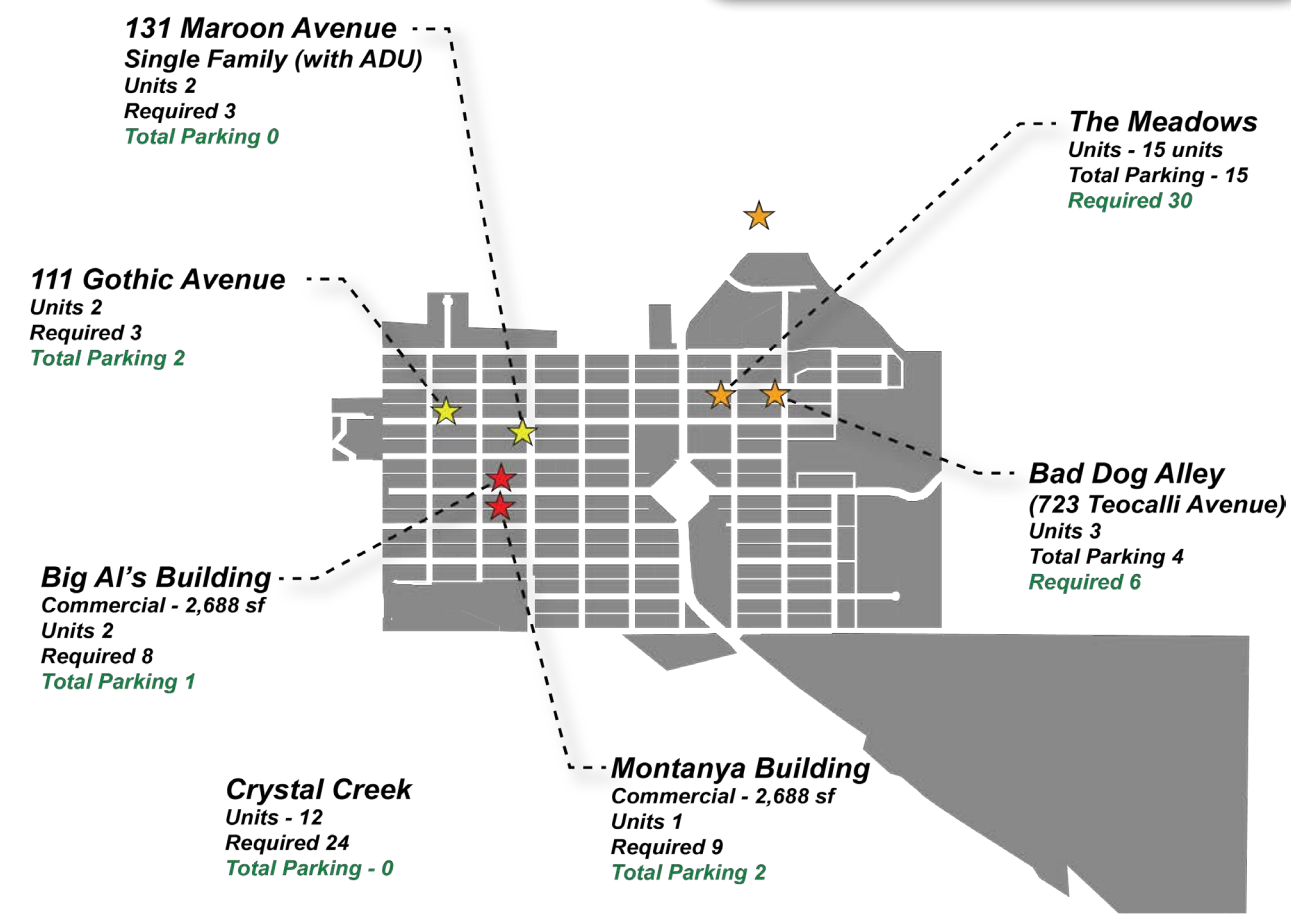 131 Maroon Avenue
Single Family (with ADU)
Units 2
Required 3
Total Parking 0
The Meadows
Units - 15 units
Total Parking - 15
Required 30
111 Gothic Avenue
Units 2
Required 3
Total Parking 2
Bad Dog Alley
(723 Teocalli Avenue)
Units 3
Total Parking 4
Required 6
Big Al's Building
Commercial - 2,688 sf
Units 2
Required 8
Total Parking 1
Crystal Creek
Units - 12
Required 24
Total Parking - 0
Montanya Building
Commercial - 2,688 sf
Units 1
Required 9
Total Parking 2